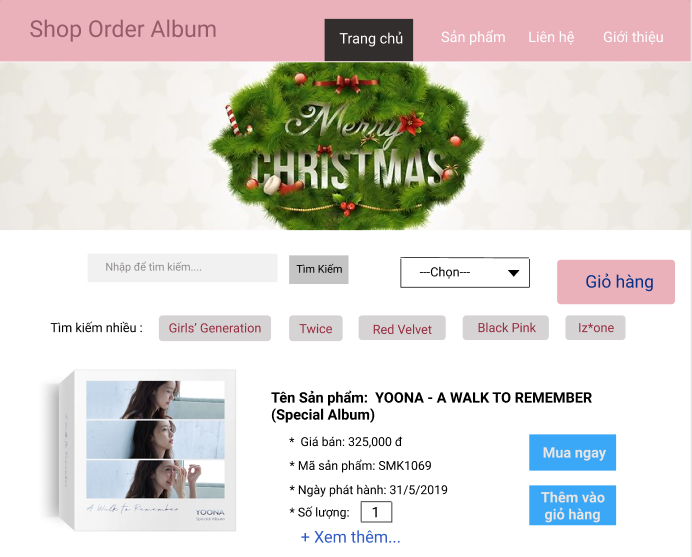 Shop Order Album
Trang chủ
Sản phẩm
Liên hệ
Giới thiệu
Merry
CHRISTMAS
Nhập để tìm kiếm....
Tìm Kiếm
---Chọn---
Giỏ hàng
Tìm kiếm nhiều :
Girls’ Generation
Twice
Red Velvet
Black Pink
Iz*one
A Walk to Remember
YOONA
Special Album
Tên Sản phẩm: YOONA - A WALK TO REMEMBER
(Special Album)
* Giá bán: 325,000 đ
* Mã sản phẩm: SMK1069
* Ngày phát hành: 31/5/2019
* Số lượng: 1
+ Xem thêm...
Mua ngay
Thêm vào
giỏ hàng